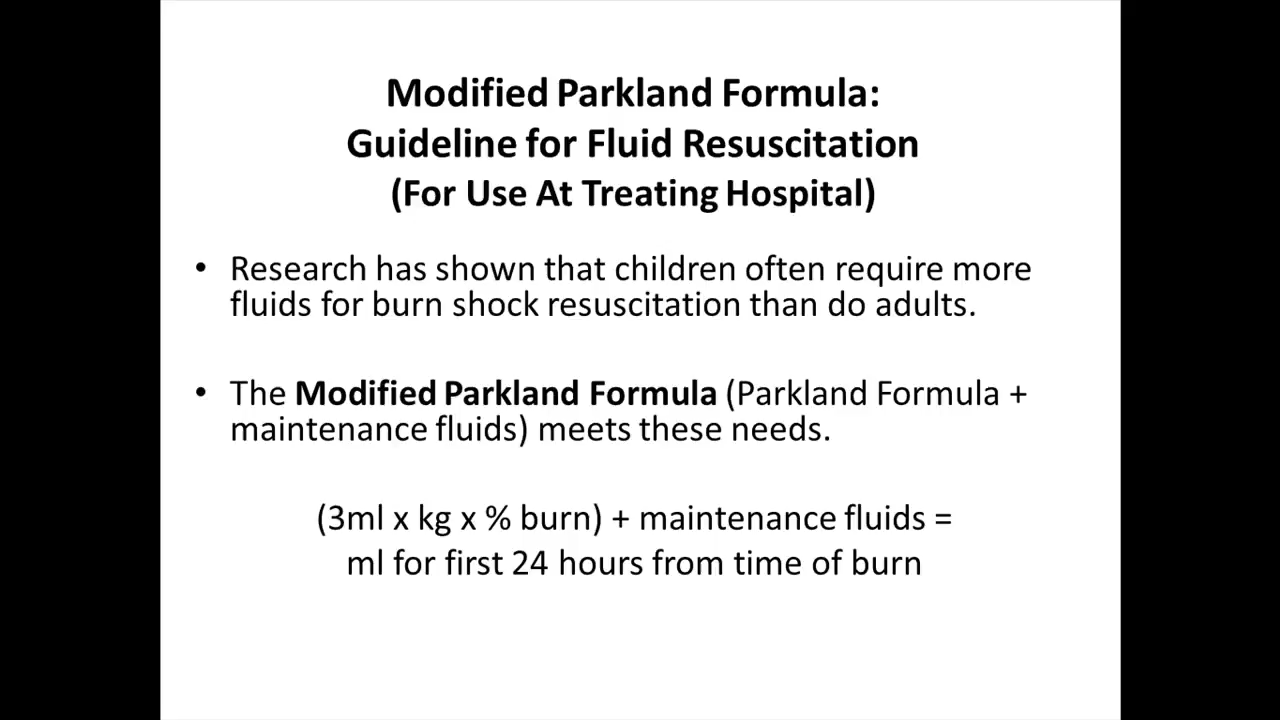 Modified Parkland Formula:
Guideline for Fluid Resuscitation
(For Use At Treating Hospital)
• Research has shown that children often require more
fluids for burn shock resuscitation than do adults.
• The Modified Parkland Formula (Parkland Formula +
maintenance fluids) meets these needs.
(3ml x kg x % burn) + maintenance fluids =
ml for first 24 hours from time of burn